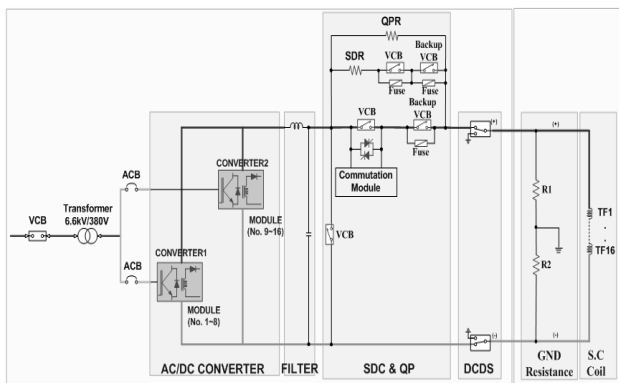 QPR
SDR
Backup
VCB
VCB
Fuse
Fuse
Backup
VCB
VCB
Fuse
Commutation
Module
VCB
(+)
(+)
(-)
(-)
CONVERTER2
MODULE
(No. 9~16)
ACB
Transformer
6.6kV/380V
VCB
ACB
CONVERTER1
MODULE
(No. 1~8)
R1
R2
TF1
.
.
TF16
AC/DC CONVERTER
FILTER
SDC & QP
DCDS
GND
Resistance
S.C
Coil